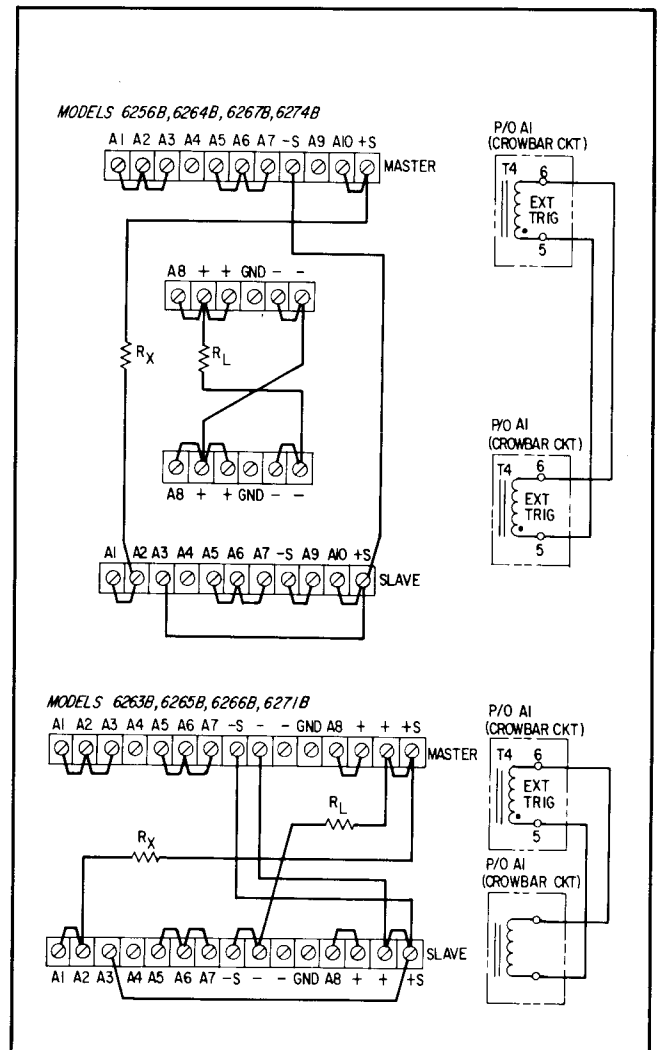 MODELS 6256B, 6264B, 6267B, 6274B
A1 A2 A3 A4 A5 A6 A7 -S A9 A10 +S
MASTER
P/O A1
(CROWBAR CKT)
T4 6
EXT
TRIG
5
A8 + + GND - -
RX
RL
A8 + + GND - -
P/O A1
(CROWBAR CKT)
T4 6
EXT
TRIG
5
A1 A2 A3 A4 A5 A6 A7 -S A9 A10 +S
SLAVE
MODELS 6263B, 6265B, 6266B, 6271B
A1 A2 A3 A4 A5 A6 A7 -S - - GND A8 + + +S
MASTER
P/O A1
(CROWBAR CKT)
T4 6
EXT
TRIG
5
RL
RX
P/O A1
(CROWBAR CKT)
SLAVE
A1 A2 A3 A4 A5 A6 A7 -S - - GND A8 + + +S